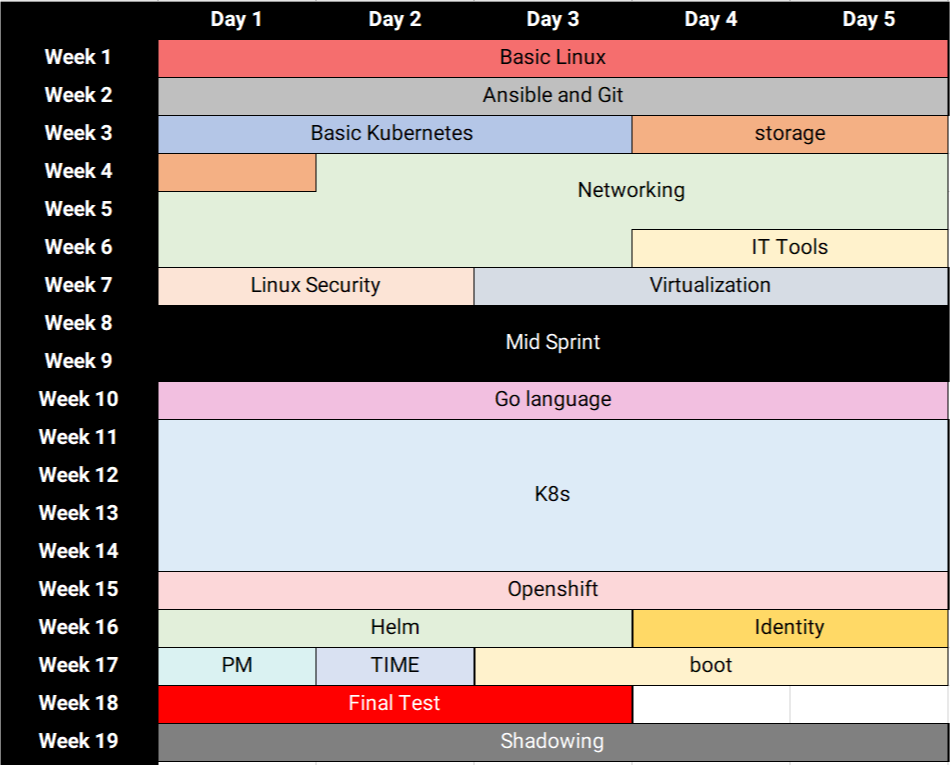 Day 1 Day 2 Day 3 Day 4 Day 5
Week 1 Basic Linux
Week 2 Ansible and Git
Week 3 Basic Kubernetes storage
Week 4
Networking
Week 5
Week 6 IT Tools
Week 7 Linux Security Virtualization
Week 8
Mid Sprint
Week 9
Week 10 Go language
Week 11
Week 12
K8s
Week 13
Week 14
Week 15 Openshift
Week 16 Helm Identity
Week 17 PM TIME boot
Week 18 Final Test
Week 19 Shadowing